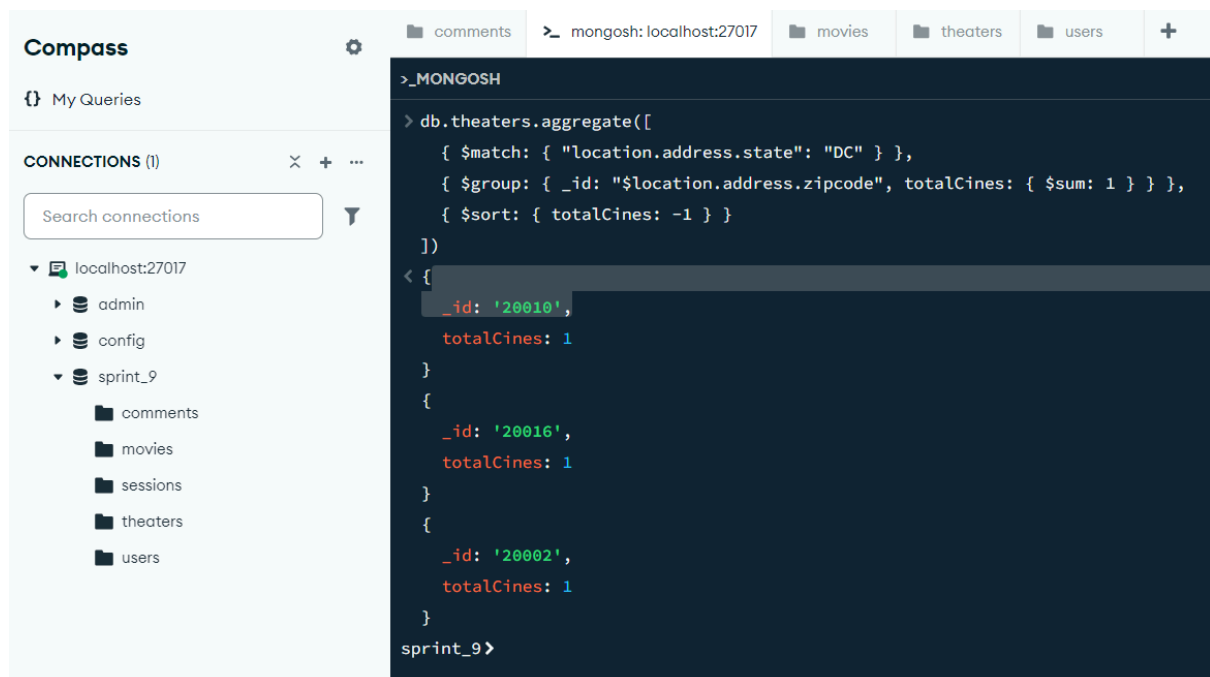 Compass
{} My Queries
CONNECTIONS (1)
Search connections
localhost:27017
admin
config
sprint_9
comments
movies
sessions
theaters
users
comments
>_ mongosh: localhost:27017
movies
theaters
users
+
>_MONGOSH
> db.theaters.aggregate([
{ $match: { "location.address.state": "DC" } },
{ $group: { _id: "$location.address.zipcode", totalCines: { $sum: 1 } } },
{ $sort: { totalCines: -1 } }
])
< {
_id: '20010',
totalCines: 1
}
{
_id: '20016',
totalCines: 1
}
{
_id: '20002',
totalCines: 1
}
sprint_9>